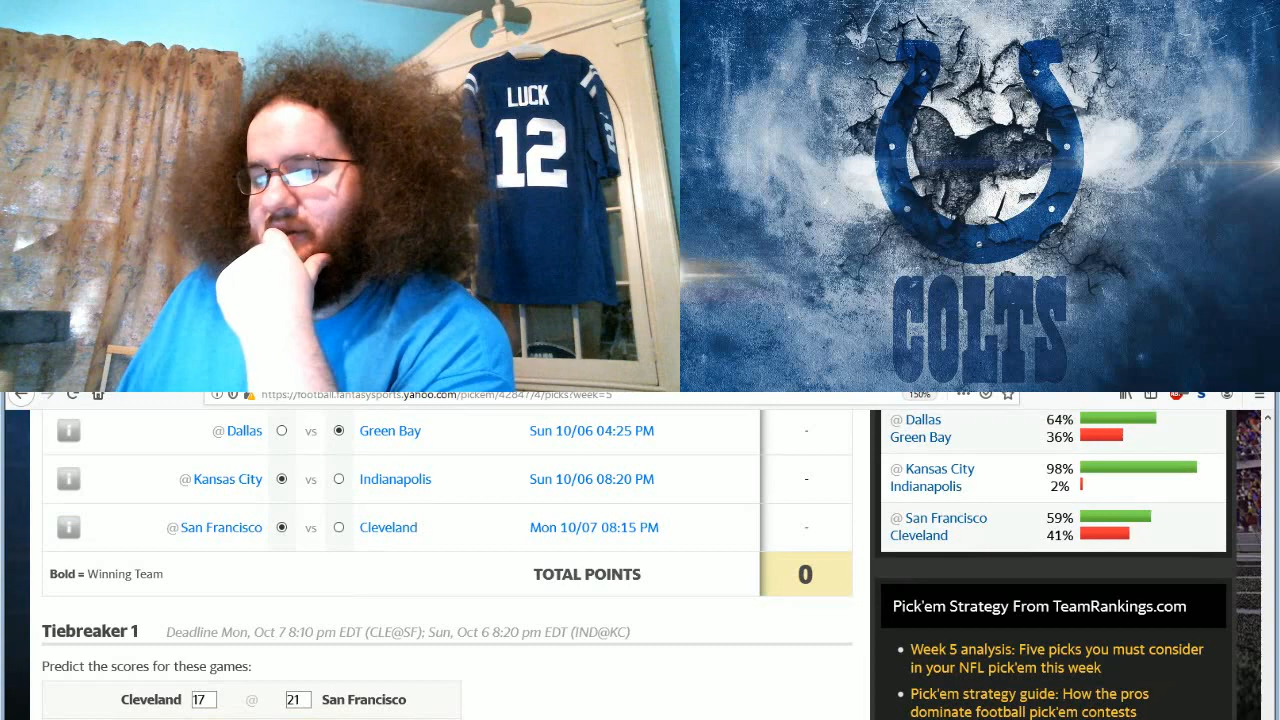 LUCK
12
COLTS
https://football.fantasysports.yahoo.com/pickem/42847/4/picks?week=5
150%
@ Dallas vs Green Bay Sun 10/06 04:25 PM -
@ Kansas City vs Indianapolis Sun 10/06 08:20 PM -
@ San Francisco vs Cleveland Mon 10/07 08:15 PM -
Bold = Winning Team TOTAL POINTS 0
Tiebreaker 1 Deadline Mon, Oct 7 8:10 pm EDT (CLE@SF); Sun, Oct 6 8:20 pm EDT (IND@KC)
Predict the scores for these games:
Cleveland 17 @ 21 San Francisco
@ Dallas 64%
Green Bay 36%
@ Kansas City 98%
Indianapolis 2%
@ San Francisco 59%
Cleveland 41%
Pick'em Strategy From TeamRankings.com
Week 5 analysis: Five picks you must consider
in your NFL pick'em this week
Pick'em strategy guide: How the pros
dominate football pick'em contests